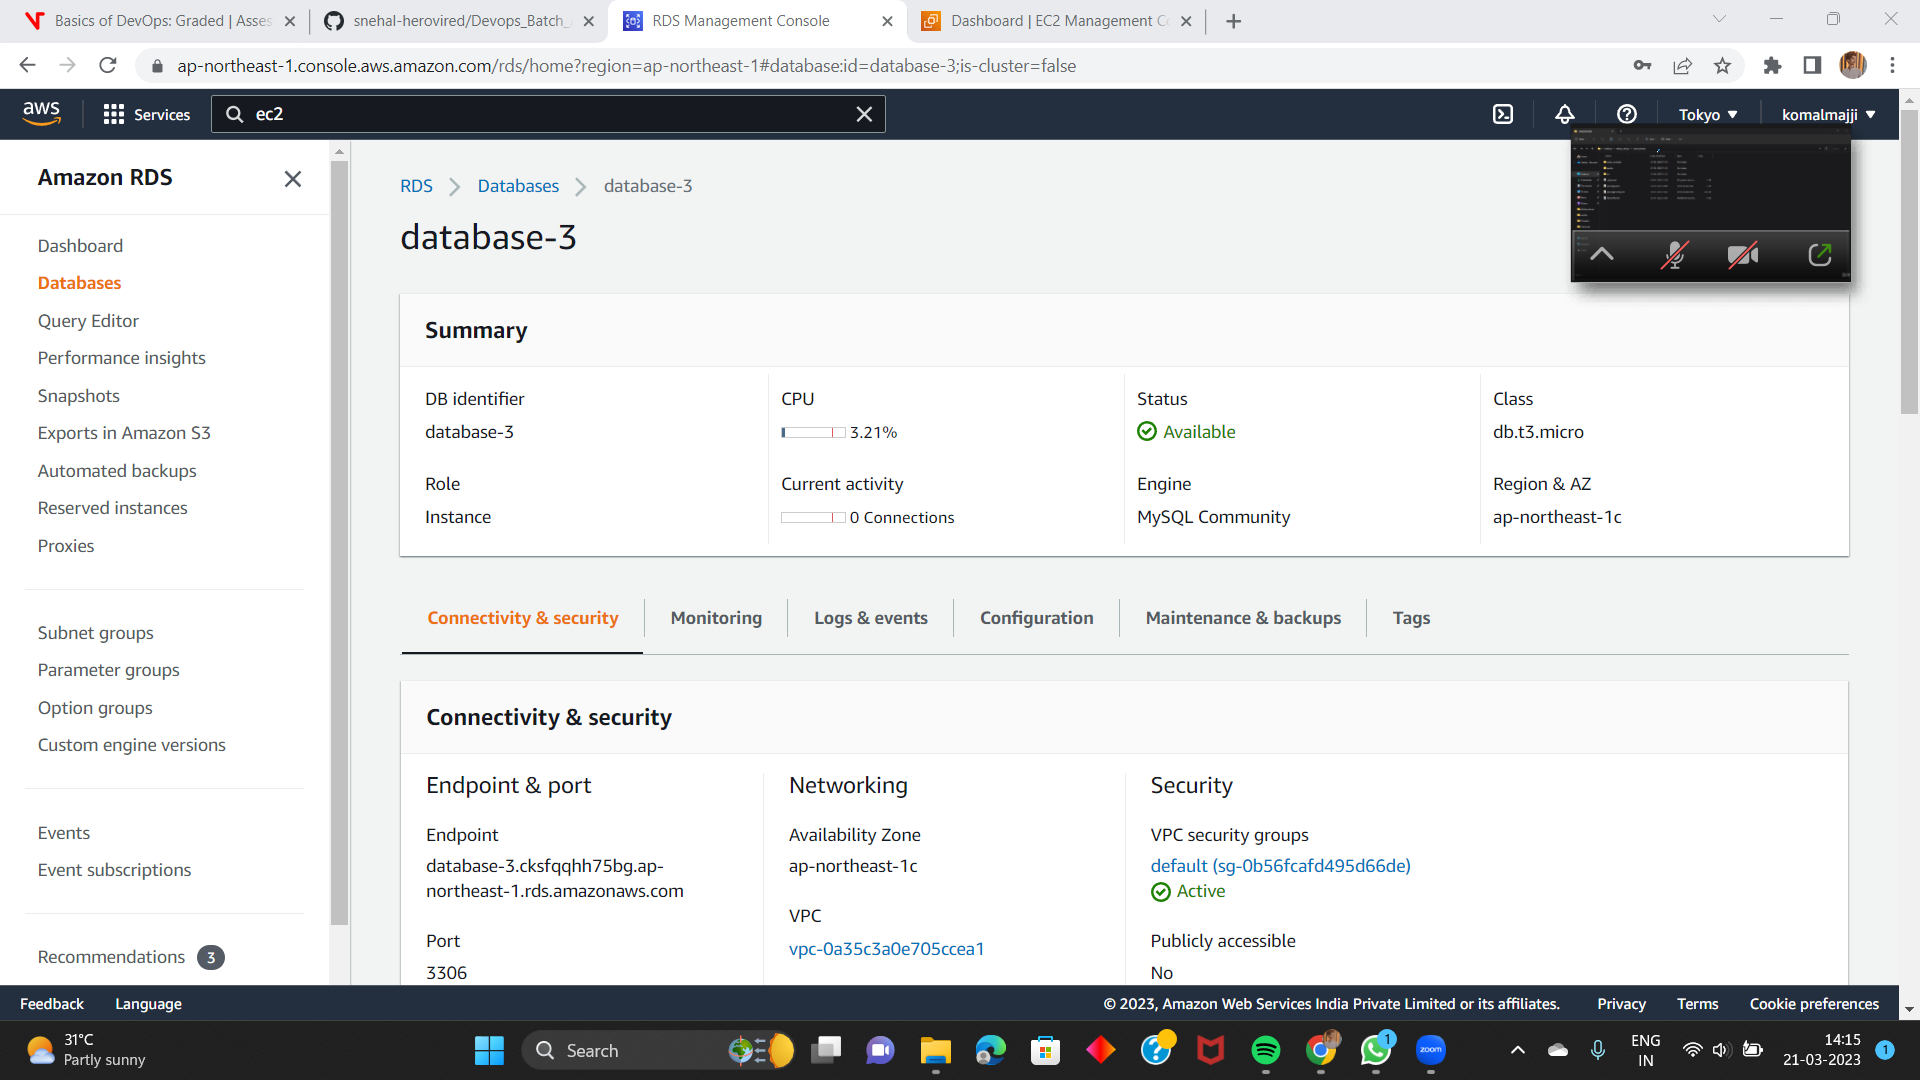 Basics of DevOps: Graded | Asses
snehal-herovired/Devops_Batch_
RDS Management Console
Dashboard | EC2 Management C
ap-northeast-1.console.aws.amazon.com/rds/home?region=ap-northeast-1#database:id=database-3;is-cluster=false
aws
Services
ec2
Tokyo
komalmajji
Amazon RDS
Dashboard
Databases
Query Editor
Performance insights
Snapshots
Exports in Amazon S3
Automated backups
Reserved instances
Proxies
Subnet groups
Parameter groups
Option groups
Custom engine versions
Events
Event subscriptions
Recommendations 3
RDS
Databases
database-3
database-3
Summary
DB identifier
database-3
CPU
3.21%
Status
Available
Class
db.t3.micro
Role
Instance
Current activity
0 Connections
Engine
MySQL Community
Region & AZ
ap-northeast-1c
Connectivity & security
Monitoring
Logs & events
Configuration
Maintenance & backups
Tags
Connectivity & security
Endpoint & port
Endpoint
database-3.cksfqqhh75bg.ap-
northeast-1.rds.amazonaws.com
Port
3306
Networking
Availability Zone
ap-northeast-1c
VPC
vpc-0a35c3a0e705ccea1
Security
VPC security groups
default (sg-0b56fcafd495d66de)
Active
Publicly accessible
No
Feedback
Language
© 2023, Amazon Web Services India Private Limited or its affiliates.
Privacy
Terms
Cookie preferences
31°C
Partly sunny
Search
1
zoom
ENG
IN
14:15
21-03-2023
1